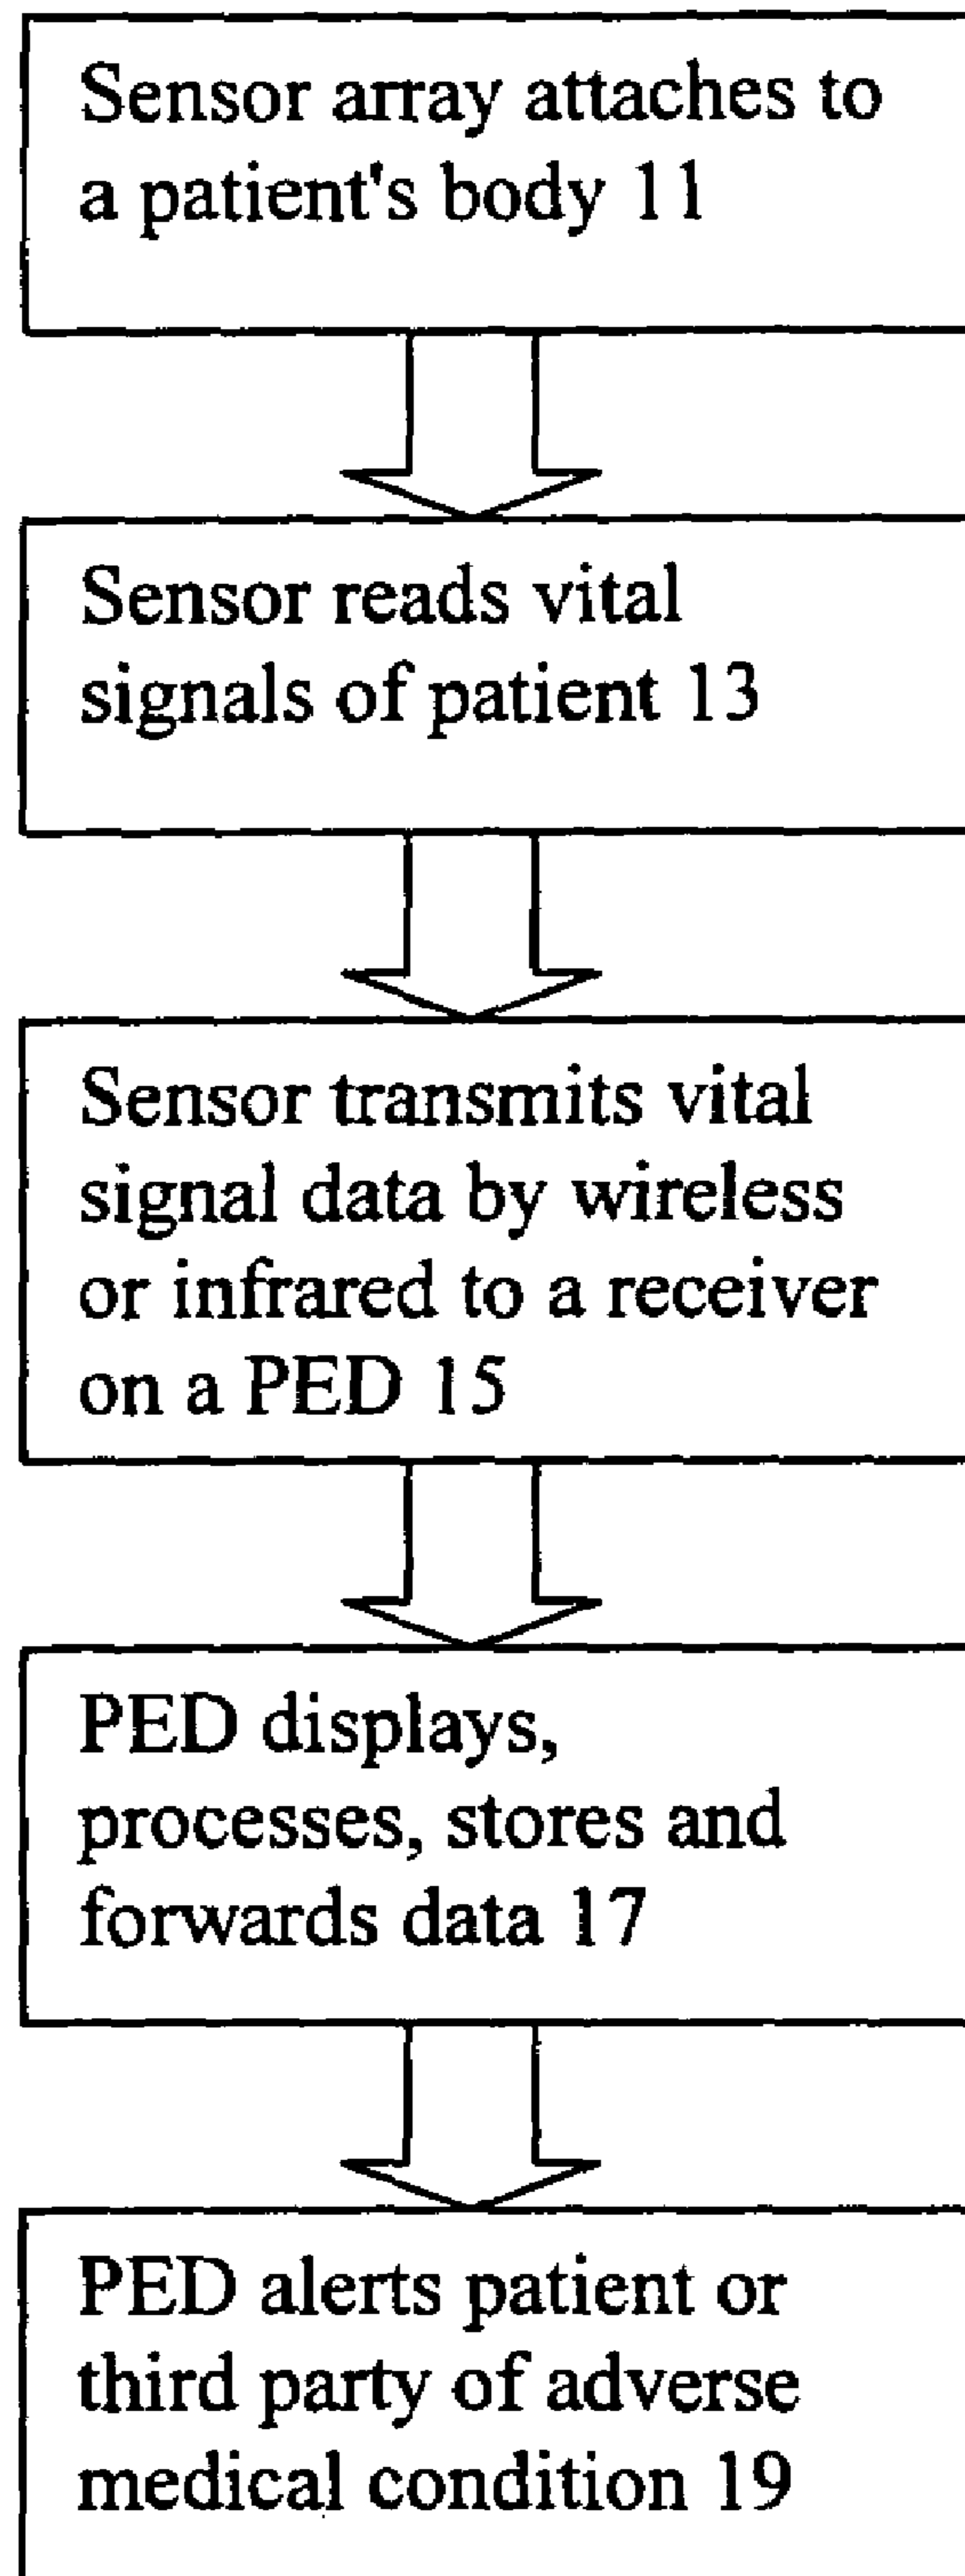 Sensor array attaches to
a patient's body 11
Sensor reads vital
signals of patient 13
Sensor transmits vital
signal data by wireless
or infrared to a receiver
on a PED 15
PED displays,
processes, stores and
forwards data 17
PED alerts patient or
third party of adverse
medical condition 19